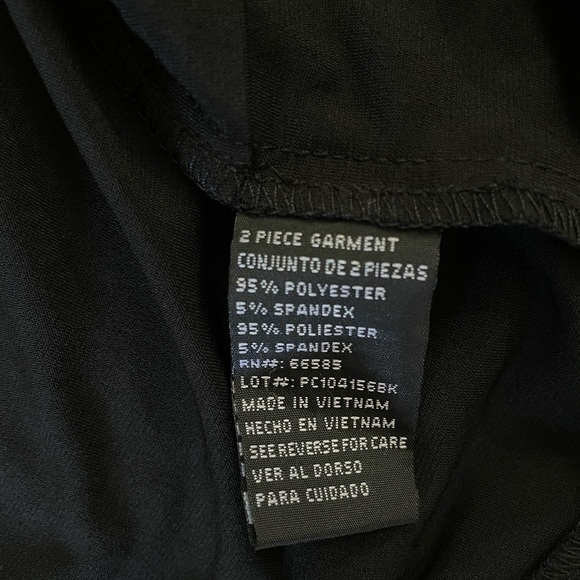 2 PIECE GARMENT
CONJUNTO DE 2 PIEZAS
95% POLYESTER
5% SPANDEX
95% POLIESTER
5% SPANDEX
RN#: 66585
LOT#: PC104156BK
MADE IN VIETNAM
HECHO EN VIETNAM
SEE REVERSE FOR CARE
VER AL DORSO
PARA CUIDADO